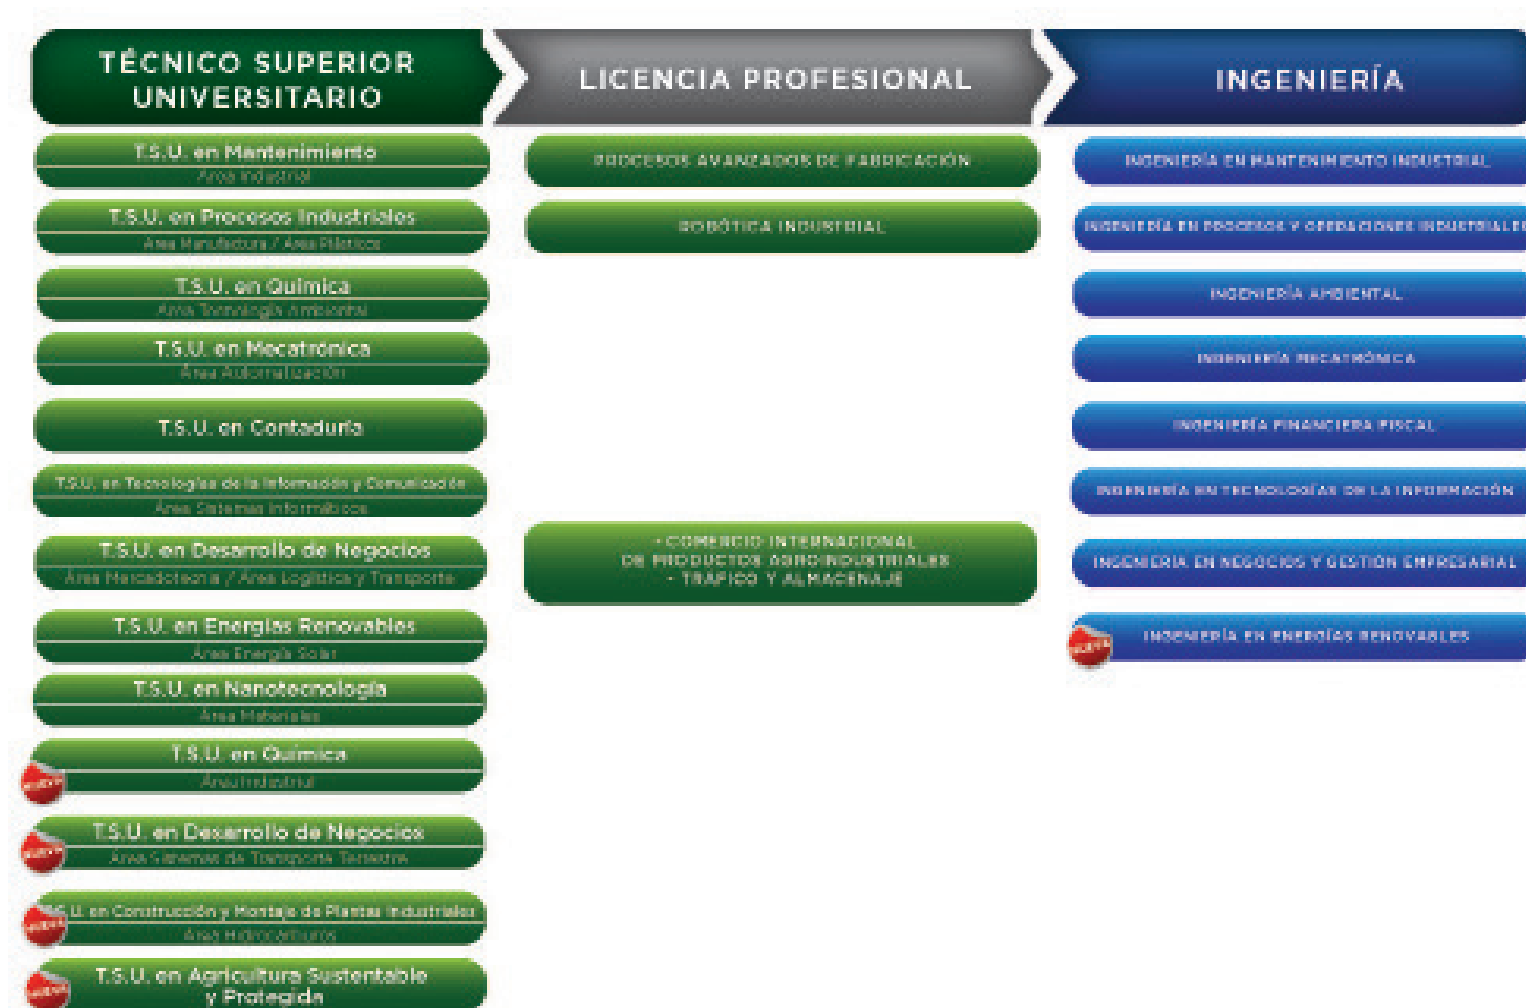 TÉCNICO SUPERIOR
UNIVERSITARIO
T.S.U. en Mantenimiento
Área Industrial
T.S.U. en Procesos Industriales
Área Manufactura / Área Plásticos
T.S.U. en Química
Área Tecnología Ambiental
T.S.U. en Mecatrónica
Área Automatización
T.S.U. en Contaduría
T.S.U. en Tecnologías de la Información y Comunicación
Área Sistemas Informáticos
T.S.U. en Desarrollo de Negocios
Área Mercadotecnia / Área Logística y Transporte
T.S.U. en Energías Renovables
Área Energía Solar
T.S.U. en Nanotecnología
Área Materiales
T.S.U. en Química
Área Industrial
NUEVO
T.S.U. en Desarrollo de Negocios
Área Sistemas de Transporte Terrestre
NUEVO
T.S.U. en Construcción y Montaje de Plantas Industriales
Área Hidrocarburos
NUEVO
T.S.U. en Agricultura Sustentable
y Protegida
NUEVO
LICENCIA PROFESIONAL
PROCESOS AVANZADOS DE FABRICACIÓN
ROBÓTICA INDUSTRIAL
- COMERCIO INTERNACIONAL
DE PRODUCTOS AGROINDUSTRIALES
- TRÁFICO Y ALMACENAJE
INGENIERÍA
INGENIERÍA EN MANTENIMIENTO INDUSTRIAL
INGENIERÍA EN PROCESOS Y OPERACIONES INDUSTRIALES
INGENIERÍA AMBIENTAL
INGENIERÍA MECATRÓNICA
INGENIERÍA FINANCIERA FISCAL
INGENIERÍA EN TECNOLOGÍAS DE LA INFORMACIÓN
INGENIERÍA EN NEGOCIOS Y GESTIÓN EMPRESARIAL
INGENIERÍA EN ENERGÍAS RENOVABLES
NUEVA